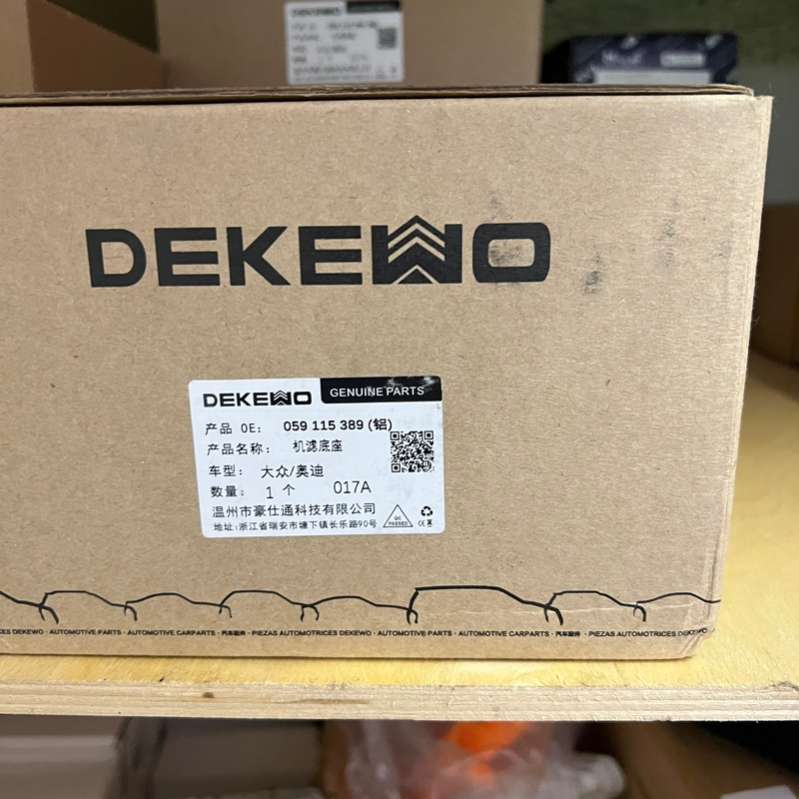 DEKEWO
DEKEWO
DEKEWO GENUINE PARTS
产品 OE: 059 115 389 (铝)
产品名称: 机滤底座
车型: 大众/奥迪
数量: 1 个 017A
温州市豪仕通科技有限公司
地址:浙江省瑞安市塘下镇长乐路90号
QC PASSED
CES DEKEWO · AUTOMOTIVE PARTS · AUTOMOTIVE CARPARTS · 汽车配件 · PIEZAS AUTOMOTRICES DEKEWO · AUTOMOTIVE PARTS · AUTOMOTIVE CARPARTS · 汽车配件 · PIEZAS AUTOMOTRICES DEKEWO